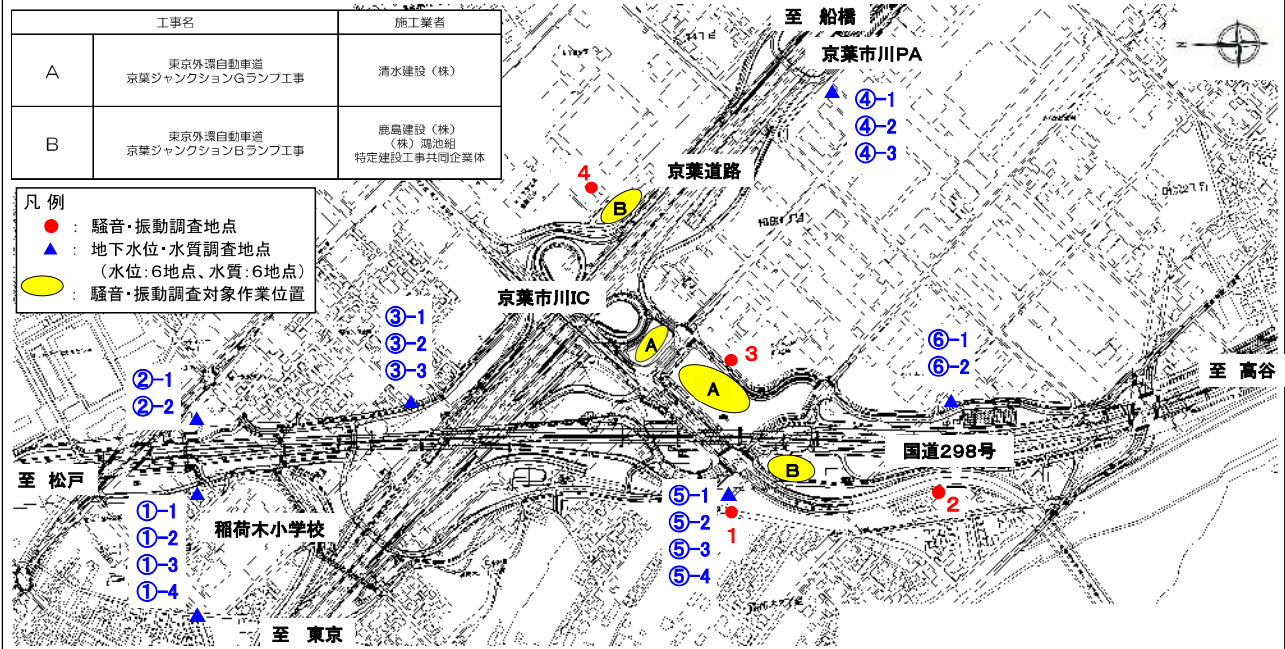 工事名 施工業者
A 東京外環自動車道
京葉ジャンクションGランプ工事 清水建設（株）
B 東京外環自動車道
京葉ジャンクションBランプ工事 鹿島建設（株）
（株）鴻池組
特定建設工事共同企業体
凡 例
： 騒音・振動調査地点
： 地下水位・水質調査地点
（水位：6地点、水質：6地点）
： 騒音・振動調査対象作業位置
至 船橋
京葉市川PA
N
④-1
④-2
④-3
4
B
京葉道路
京葉市川IC
A
3
A
③-1
③-2
③-3
⑥-1
⑥-2
至 高谷
②-1
②-2
国道298号
B
至 松戸
2
①-1
①-2
①-3
①-4
稲荷木小学校
⑤-1
⑤-2
⑤-3
⑤-4
1
至 東京